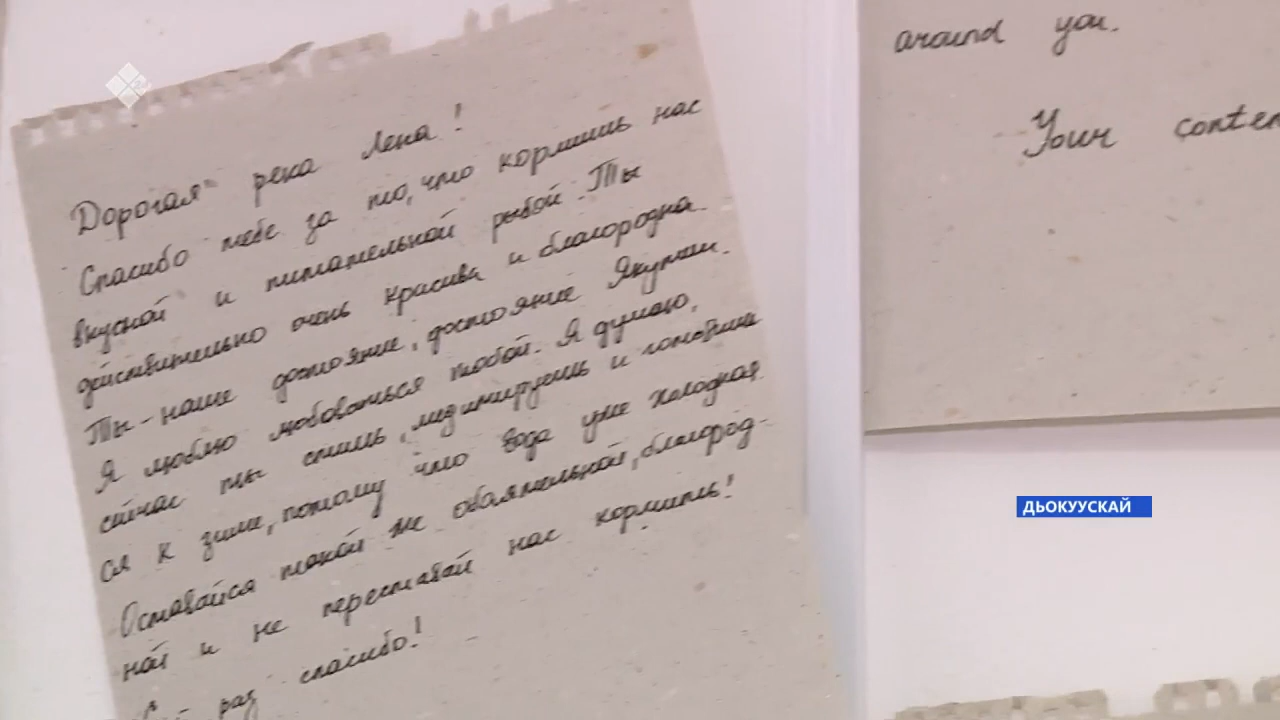 Дорогая река Лена!
Спасибо тебе за то, что кормишь нас
вкусной и питательной рыбой. Ты
действительно очень красива и благородна.
Ты - наше достояние, достояние Якутии.
Я люблю любоваться тобой. Я думаю,
сейчас ты спишь, медитируешь и готовишь
ся к зиме, потому что вода уже холодная.
Оставайся такой же обаятельной, благород-
ной и не переставай нас кормить!
раз спасибо!
around you.
Your
ДЬОКУУСКАЙ